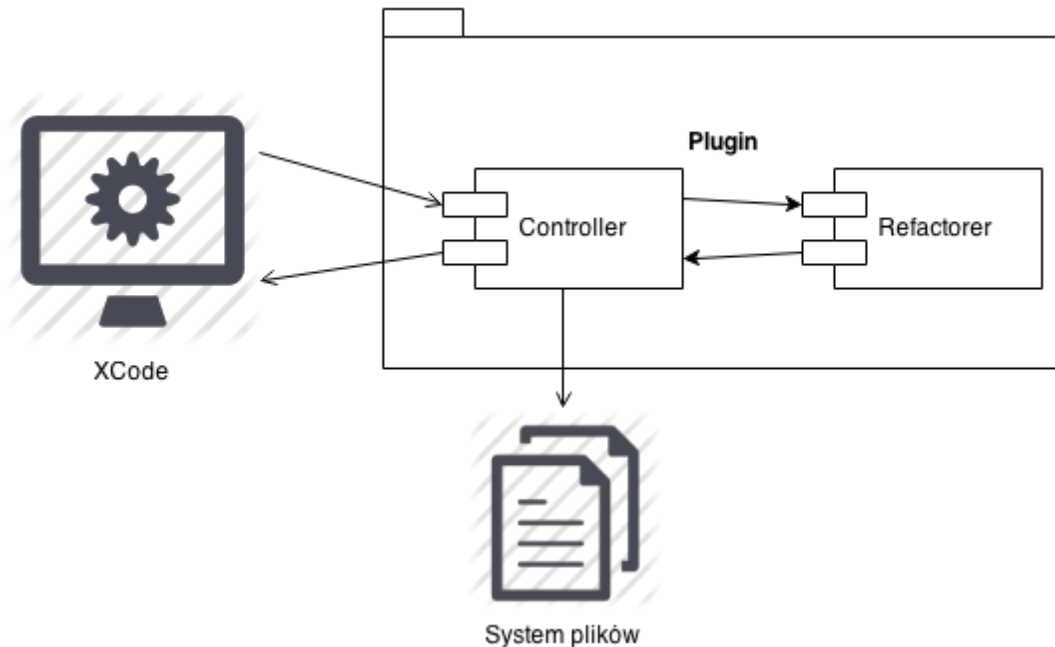 Plugin
Controller
Refactorer
XCode
System plików